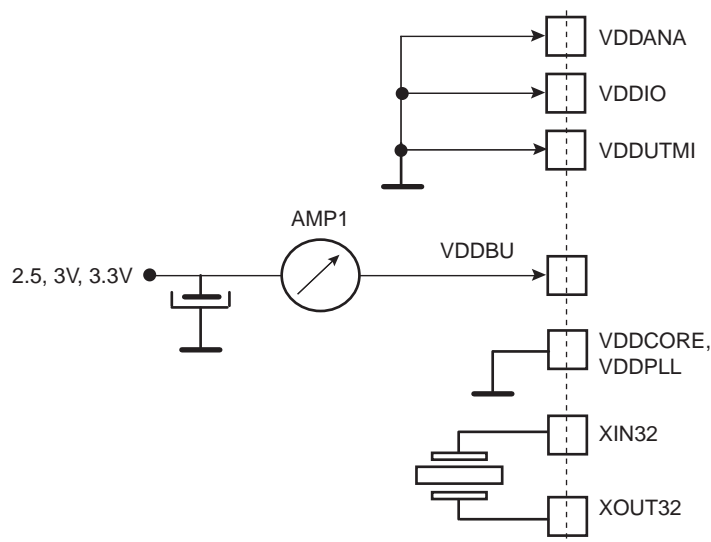 VDDANA
VDDIO
VDDUTMI
AMP1
VDDBU
2.5, 3V, 3.3V
VDDCORE,
VDDPLL
XIN32
XOUT32